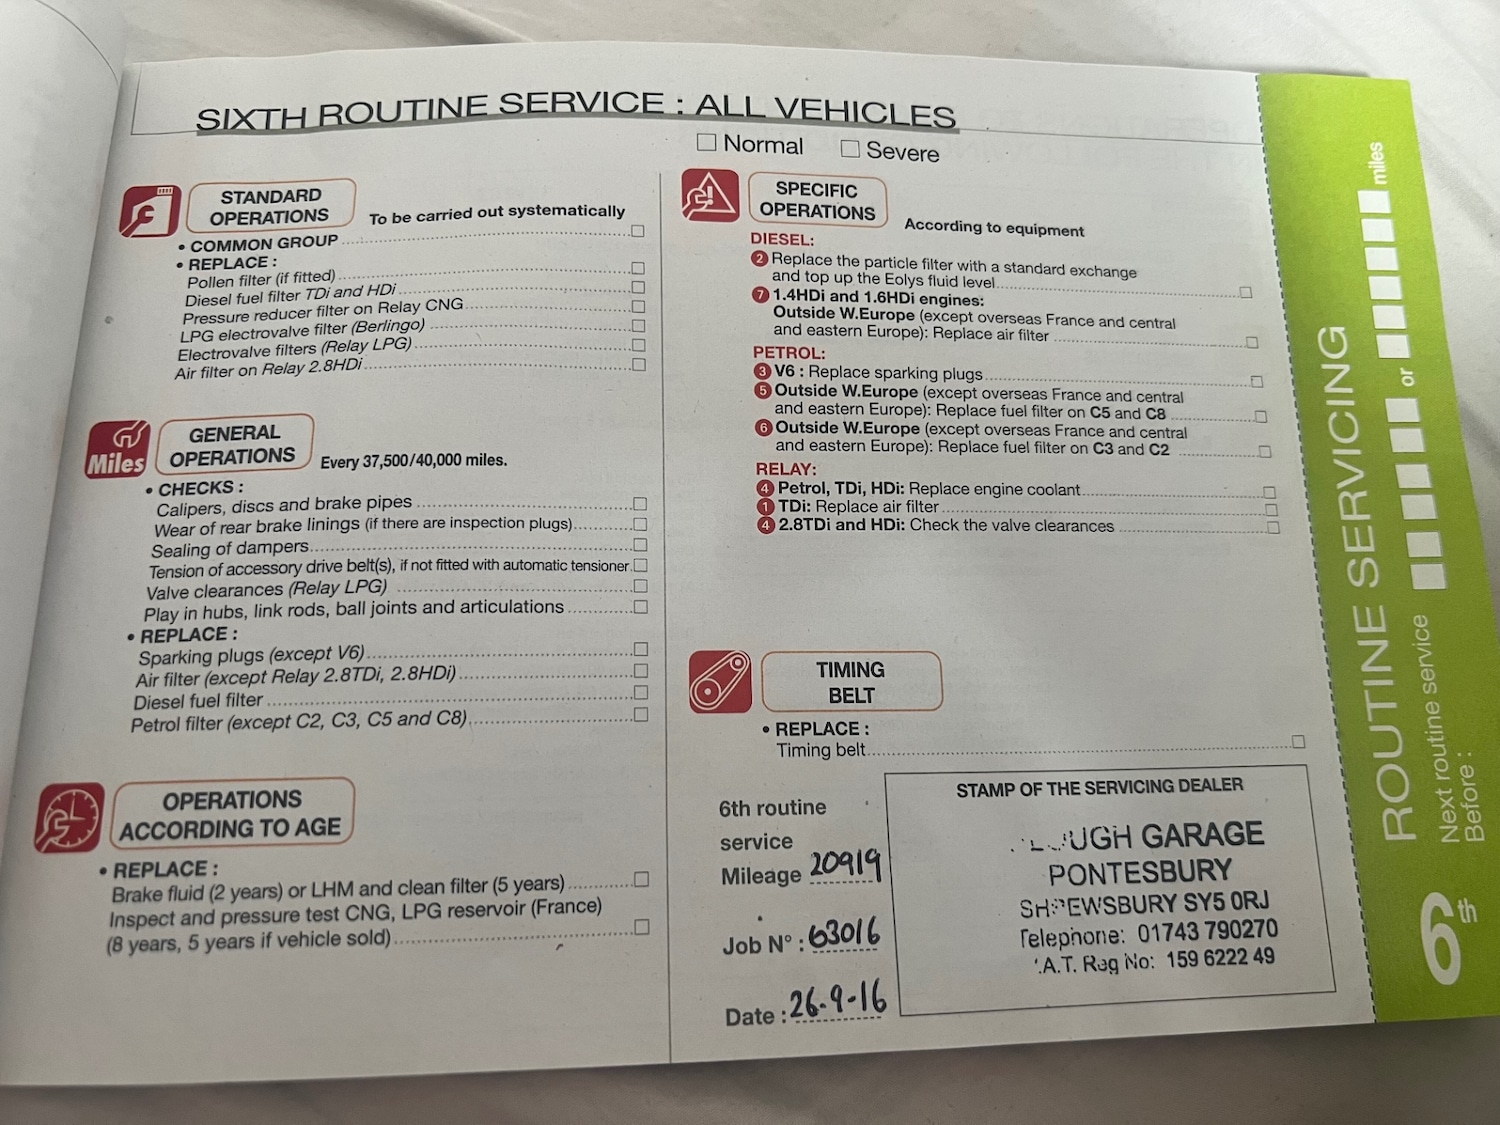 SIXTH ROUTINE SERVICE : ALL VEHICLES
Normal Severe
STANDARD
OPERATIONS
To be carried out systematically
• COMMON GROUP
• REPLACE :
Pollen filter (if fitted)
Diesel fuel filter TDi and HDi
Pressure reducer filter on Relay CNG
LPG electrovalve filter (Berlingo)
Electrovalve filters (Relay LPG)
Air filter on Relay 2.8HDi
Miles
GENERAL
OPERATIONS
Every 37,500/40,000 miles.
• CHECKS :
Calipers, discs and brake pipes
Wear of rear brake linings (if there are inspection plugs)
Sealing of dampers
Tension of accessory drive belt(s), if not fitted with automatic tensioner
Valve clearances (Relay LPG)
Play in hubs, link rods, ball joints and articulations
• REPLACE :
Sparking plugs (except V6)
Air filter (except Relay 2.8TDi, 2.8HDi)
Diesel fuel filter
Petrol filter (except C2, C3, C5 and C8)
OPERATIONS
ACCORDING TO AGE
• REPLACE :
Brake fluid (2 years) or LHM and clean filter (5 years)
Inspect and pressure test CNG, LPG reservoir (France)
(8 years, 5 years if vehicle sold)
SPECIFIC
OPERATIONS
According to equipment
DIESEL:
2 Replace the particle filter with a standard exchange
and top up the Eolys fluid level
7 1.4HDi and 1.6HDi engines:
Outside W.Europe (except overseas France and central
and eastern Europe): Replace air filter
PETROL:
3 V6 : Replace sparking plugs
5 Outside W.Europe (except overseas France and central
and eastern Europe): Replace fuel filter on C5 and C8
6 Outside W.Europe (except overseas France and central
and eastern Europe): Replace fuel filter on C3 and C2
RELAY:
4 Petrol, TDi, HDi: Replace engine coolant
1 TDi: Replace air filter
4 2.8TDi and HDi: Check the valve clearances
TIMING
BELT
• REPLACE :
Timing belt
6th routine
service
Mileage 20919
Job N° : 63016
Date : 26-9-16
STAMP OF THE SERVICING DEALER
GARAGE
PONTESBURY
SHREWSBURY SY5 0RJ
Telephone: 01743 790270
V.A.T. Reg No: 159 6222 49
ROUTINE SERVICING
Next routine service
Before :
or
miles
6th